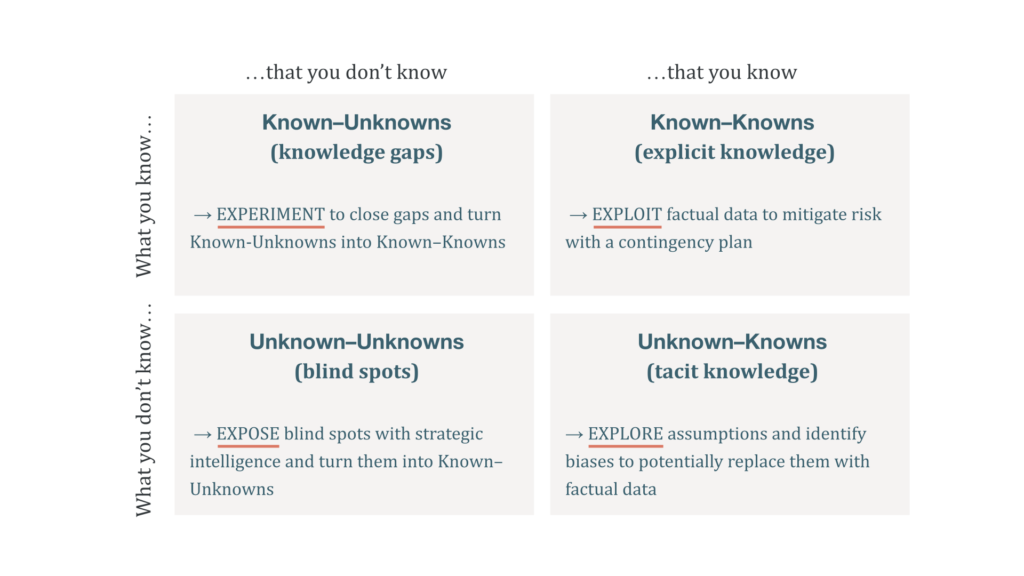 …that you don’t know
…that you know
What you know…
Known–Unknowns
(knowledge gaps)
→ EXPERIMENT to close gaps and turn
Known-Unknowns into Known–Knowns
Known–Knowns
(explicit knowledge)
→ EXPLOIT factual data to mitigate risk
with a contingency plan
What you don’t know…
Unknown–Unknowns
(blind spots)
→ EXPOSE blind spots with strategic
intelligence and turn them into Known–
Unknowns
Unknown–Knowns
(tacit knowledge)
→ EXPLORE assumptions and identify
biases to potentially replace them with
factual data